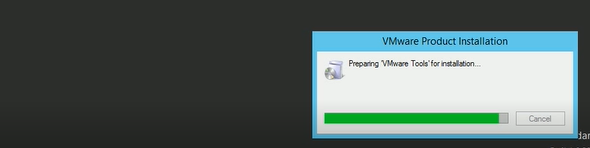 VMware Product Installation
Preparing 'VMware Tools' for installation...
Cancel